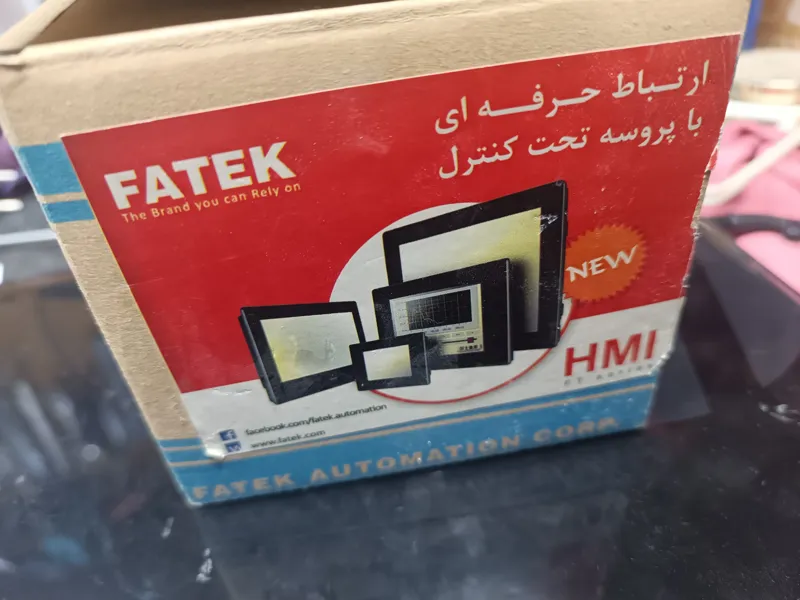 ارتباط حرفه ای
با پروسه تحت کنترل
FATEK
The Brand you can Rely on
NEW
HMI
facebook.com/fatek.automation
www.fatek.com
FATEK AUTOMATION CORP.